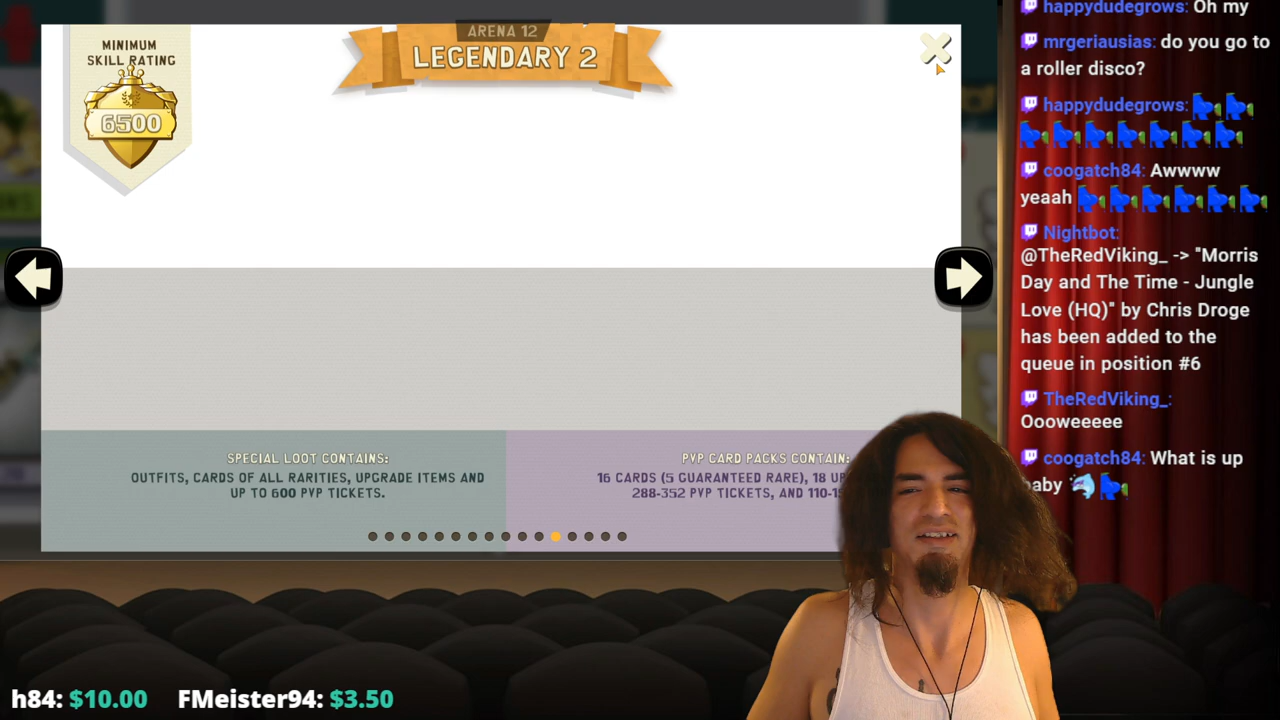 MINIMUM
SKILL RATING
6500
ARENA 12
LEGENDARY 2
SPECIAL LOOT CONTAINS:
OUTFITS, CARDS OF ALL RARITIES, UPGRADE ITEMS AND
UP TO 600 PVP TICKETS.
PVP CARD PACKS CONTAIN:
16 CARDS (5 GUARANTEED RARE), 18
288-352 PVP TICKETS, AND
happydudegrows: Oh my
mrgeriausias: do you go to
a roller disco?
happydudegrows:
coogatch84: Awwww
yeaah
Nightbot:
@TheRedViking_ -> "Morris
Day and The Time - Jungle
Love (HQ)" by Chris Droge
has been added to the
queue in position #6
TheRedViking_:
Oooweeeee
coogatch84: What is up
baby
h84: $10.00 FMeister94: $3.50